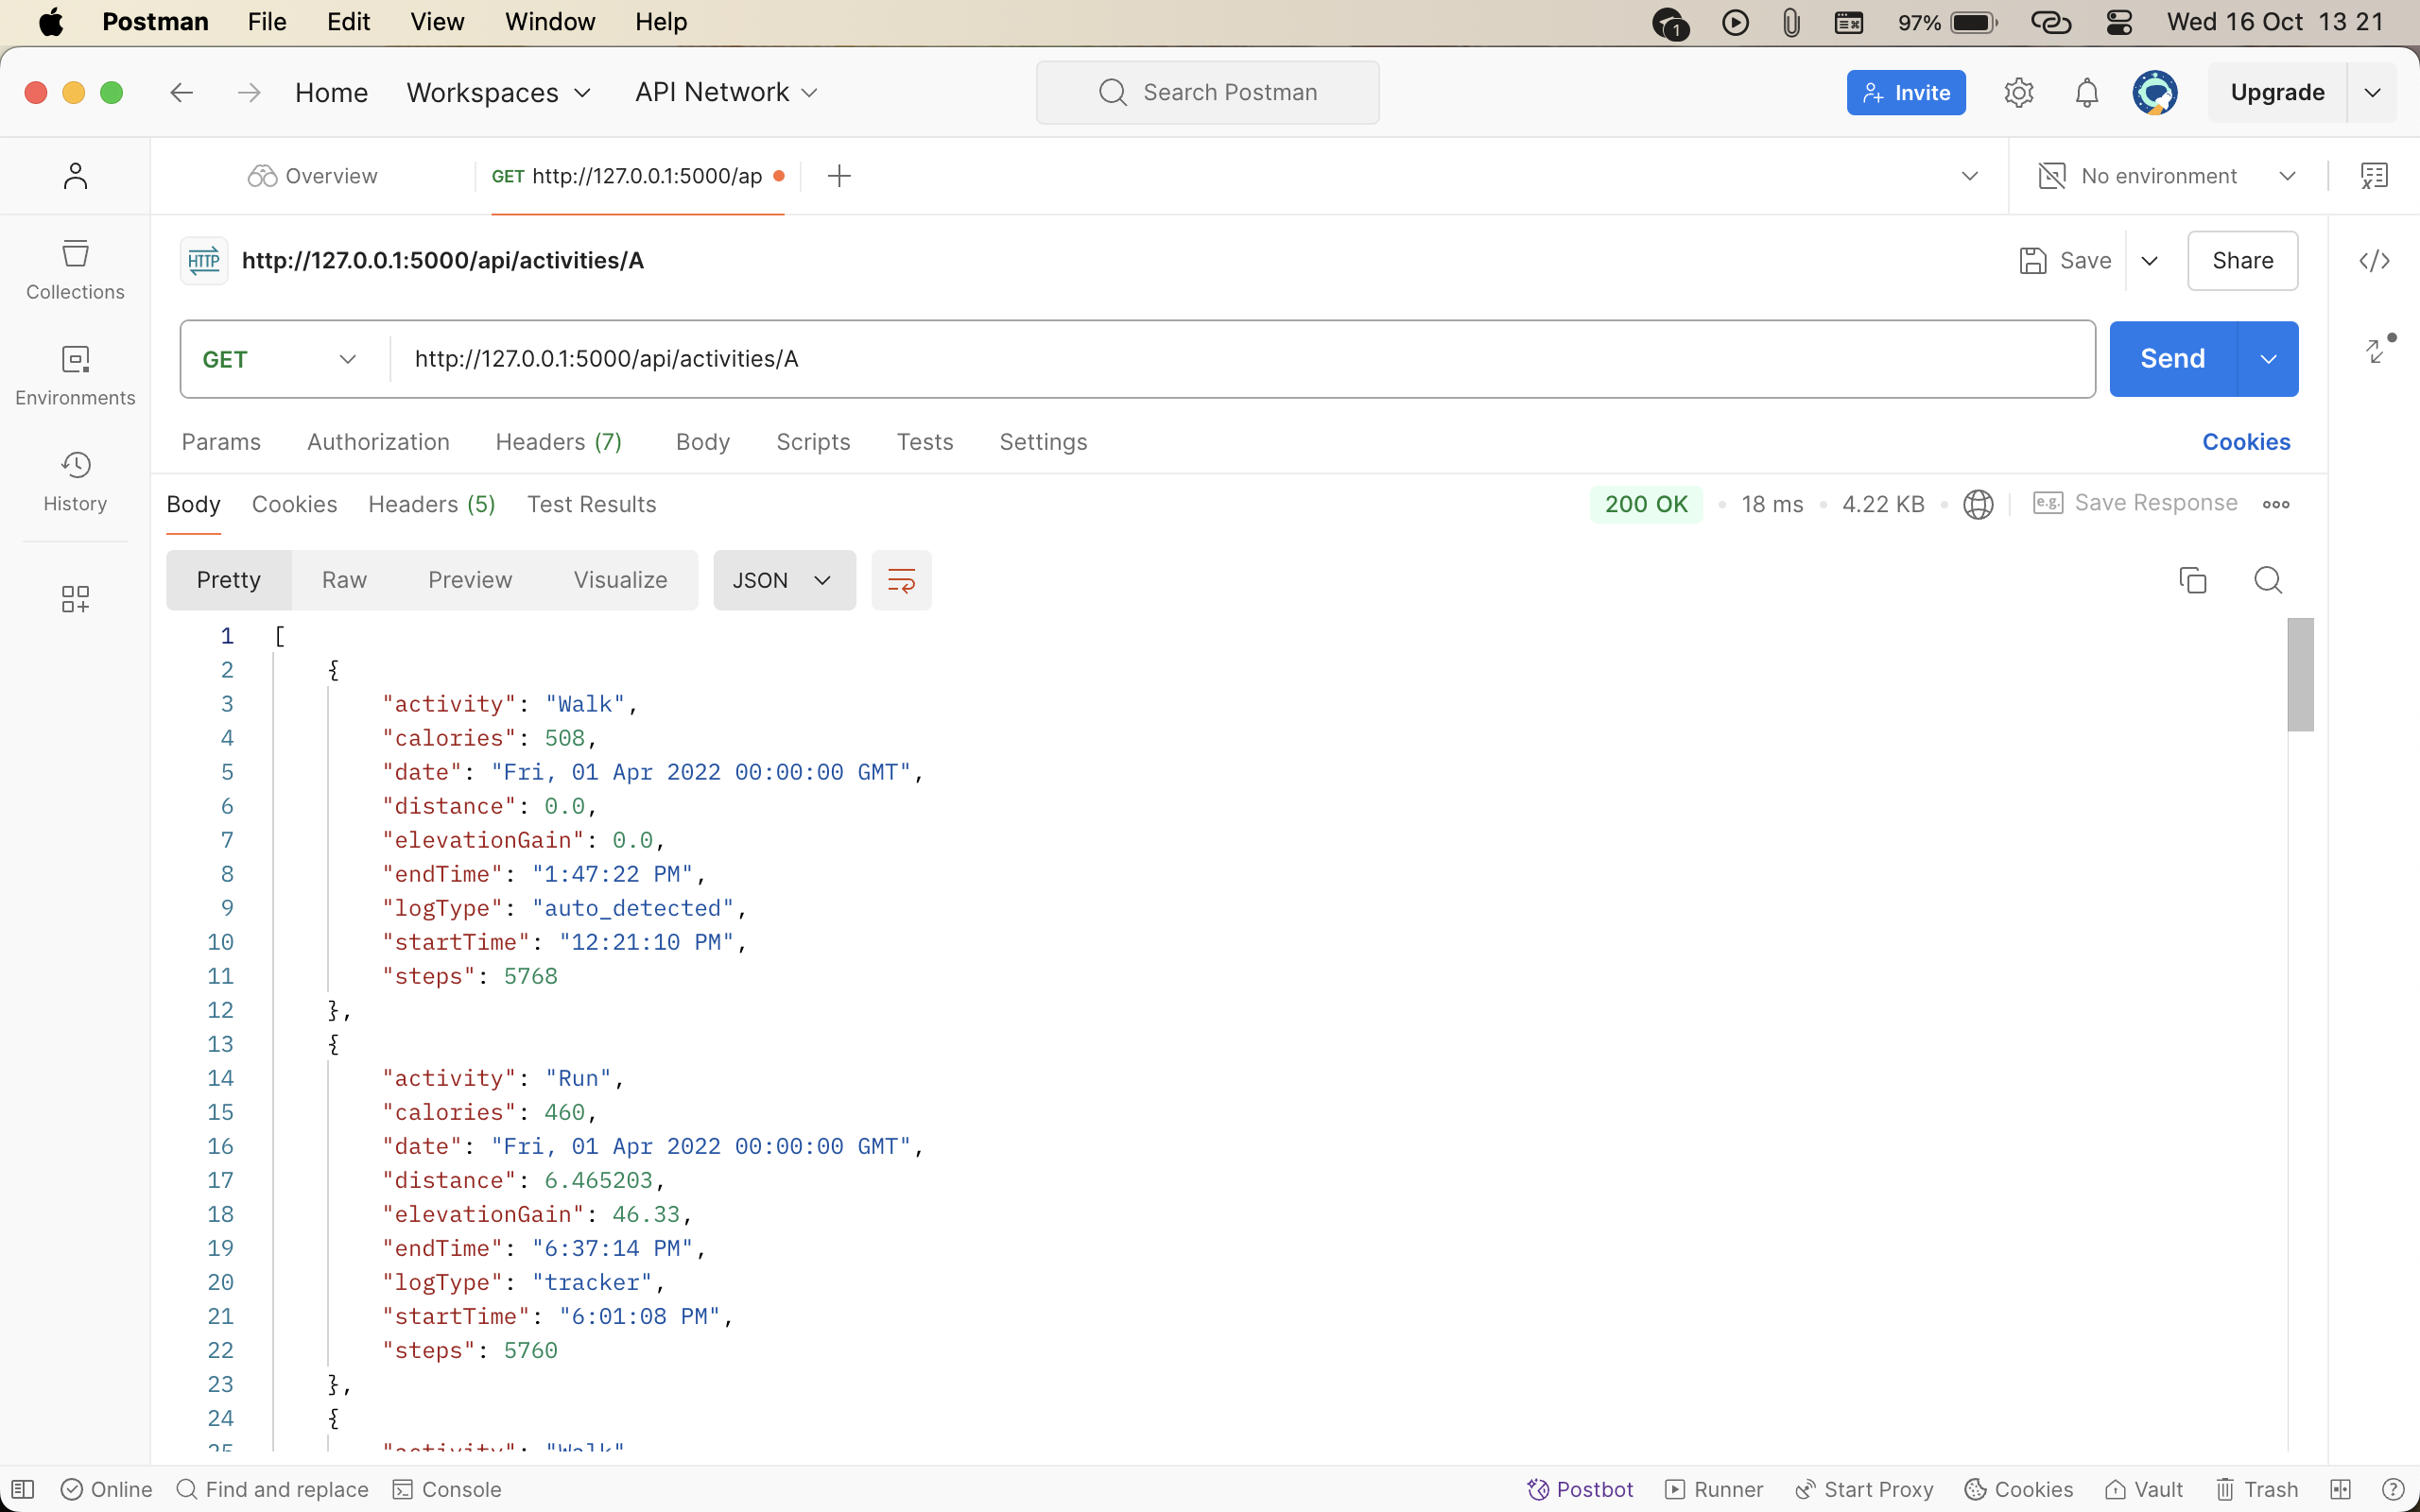 Postman File Edit View Window Help 1 97% Wed 16 Oct 13 21
Home Workspaces API Network Search Postman Invite Upgrade
Overview GET http://127.0.0.1:5000/ap No environment
HTTP http://127.0.0.1:5000/api/activities/A Save Share
Collections
GET http://127.0.0.1:5000/api/activities/A Send
Environments
Params Authorization Headers (7) Body Scripts Tests Settings Cookies
History
Body Cookies Headers (5) Test Results 200 OK 18 ms 4.22 KB e.g. Save Response
Pretty Raw Preview Visualize JSON
1 [
2 {
3 "activity": "Walk",
4 "calories": 508,
5 "date": "Fri, 01 Apr 2022 00:00:00 GMT",
6 "distance": 0.0,
7 "elevationGain": 0.0,
8 "endTime": "1:47:22 PM",
9 "logType": "auto_detected",
10 "startTime": "12:21:10 PM",
11 "steps": 5768
12 },
13 {
14 "activity": "Run",
15 "calories": 460,
16 "date": "Fri, 01 Apr 2022 00:00:00 GMT",
17 "distance": 6.465203,
18 "elevationGain": 46.33,
19 "endTime": "6:37:14 PM",
20 "logType": "tracker",
21 "startTime": "6:01:08 PM",
22 "steps": 5760
23 },
24 {
25 "activity": "Walk"
Online Find and replace Console Postbot Runner Start Proxy Cookies Vault Trash